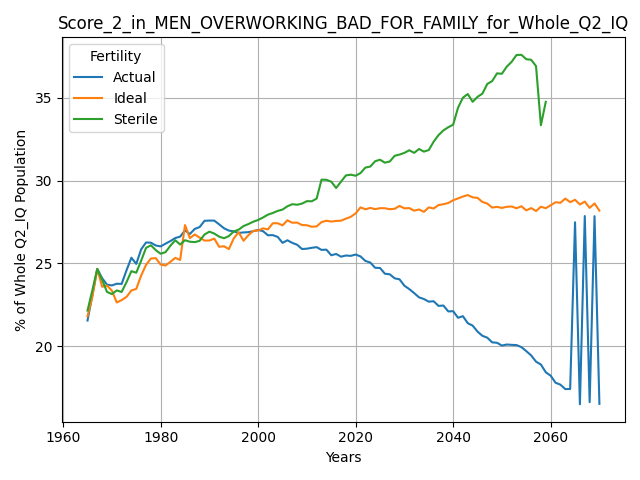 Score_2_in_MEN_OVERWORKING_BAD_FOR_FAMILY_for_Whole_Q2_IQ
Fertility
Actual
Ideal
Sterile
% of Whole Q2_IQ Population
35
30
25
20
1960 1980 2000 2020 2040 2060
Years